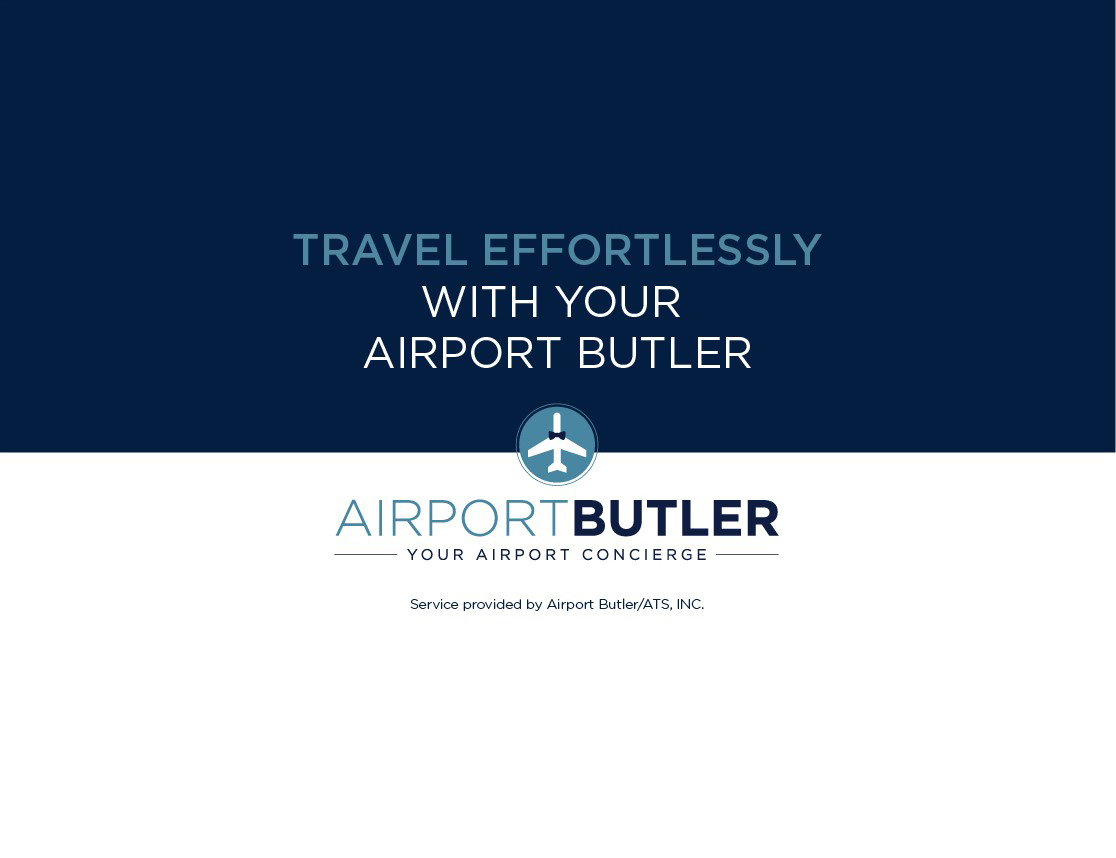 TRAVEL EFFORTLESSLY
WITH YOUR
AIRPORT BUTLER
AIRPORTBUTLER
YOUR AIRPORT CONCIERGE
Service provided by Airport Butler/ATS, INC.